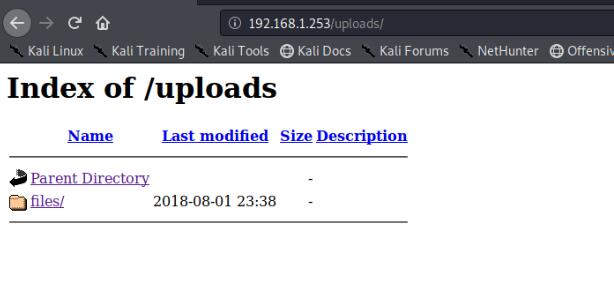 192.168.1.253/uploads/
Kali Linux Kali Training Kali Tools Kali Docs Kali Forums NetHunter Offensiv
Index of /uploads
Name Last modified Size Description
Parent Directory -
files/ 2018-08-01 23:38 -